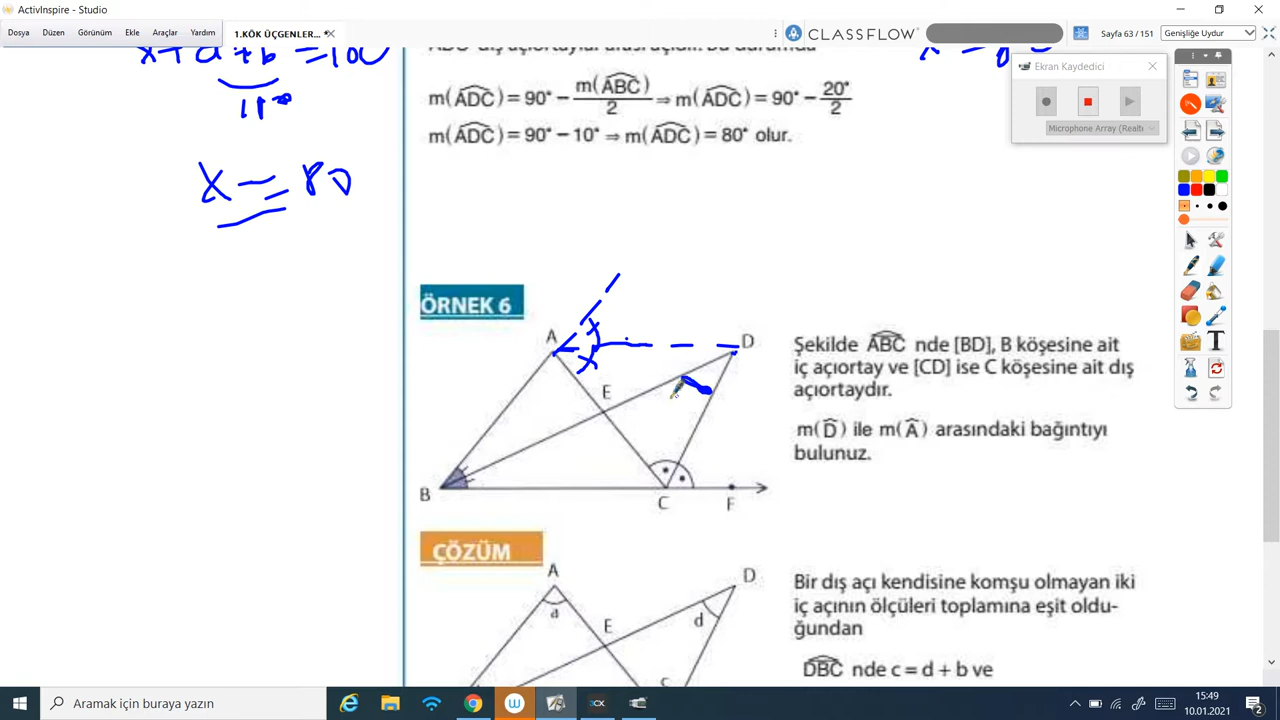 ActivInspire - Studio
Dosya Düzen Görünüm Ekle Araçlar Yardım
1.KÖK ÜÇGENLER...
CLASSFLOW
Sayfa 63 / 151
Genişliğe Uydur
Ekran Kaydedici
Microphone Array (Realt
m(ADC) = 90° − m(ABC)/2 ⇒ m(ADC) = 90° − 20°/2
m(ADC) = 90° − 10° ⇒ m(ADC) = 80° olur.
x = 80
ÖRNEK 6
A
D
E
B
C
F
x
x
Şekilde ABC nde [BD], B köşesine ait
iç açıortay ve [CD] ise C köşesine ait dış
açıortaydır.
m(D) ile m(A) arasındaki bağıntıyı
bulunuz.
ÇÖZÜM
A
D
a
d
E
Bir dış açı kendisine komşu olmayan iki
iç açının ölçüleri toplamına eşit oldu-
ğundan
DBC nde c = d + b ve
Aramak için buraya yazın
3CX
15:49
10.01.2021
2